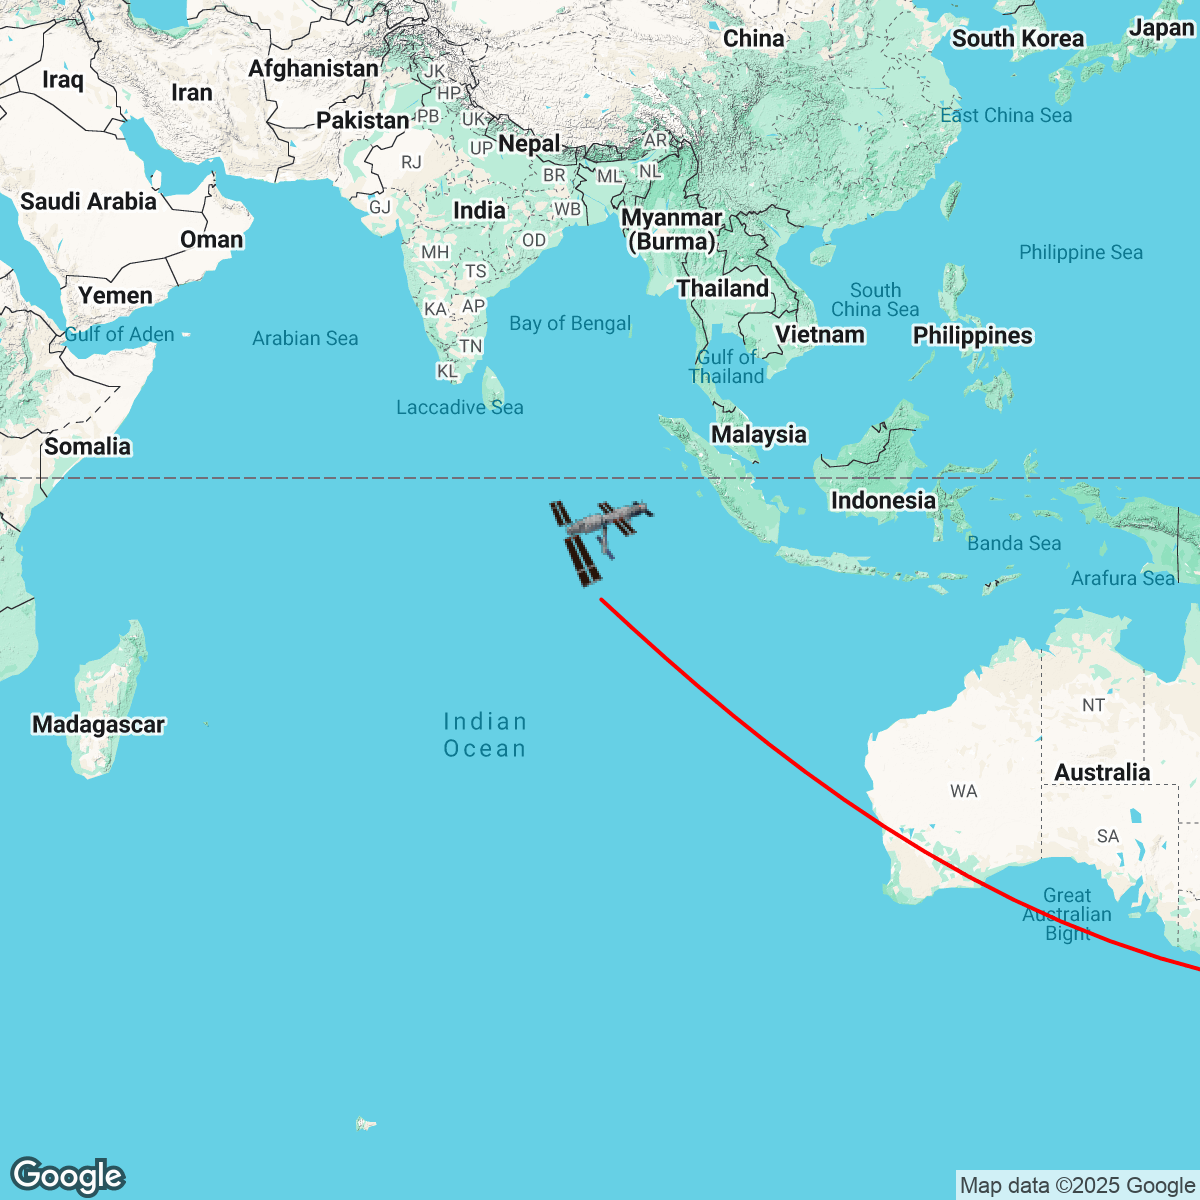 China
South Korea
Japan
Iraq
Iran
Afghanistan
JK
HP
Pakistan
PB
UK
East China Sea
Nepal
UP
AR
RJ
BR
ML
NL
Saudi Arabia
GJ
India
WB
Myanmar
(Burma)
Oman
OD
MH
Philippine Sea
TS
Yemen
Thailand
South
China Sea
KA
AP
Gulf of Aden
Arabian Sea
Bay of Bengal
Vietnam
Philippines
TN
Gulf of
Thailand
KL
Laccadive Sea
Malaysia
Somalia
Indonesia
Banda Sea
Arafura Sea
Madagascar
Indian
Ocean
NT
Australia
WA
SA
Great
Australian
Bight
Google
Map data ©2025 Google